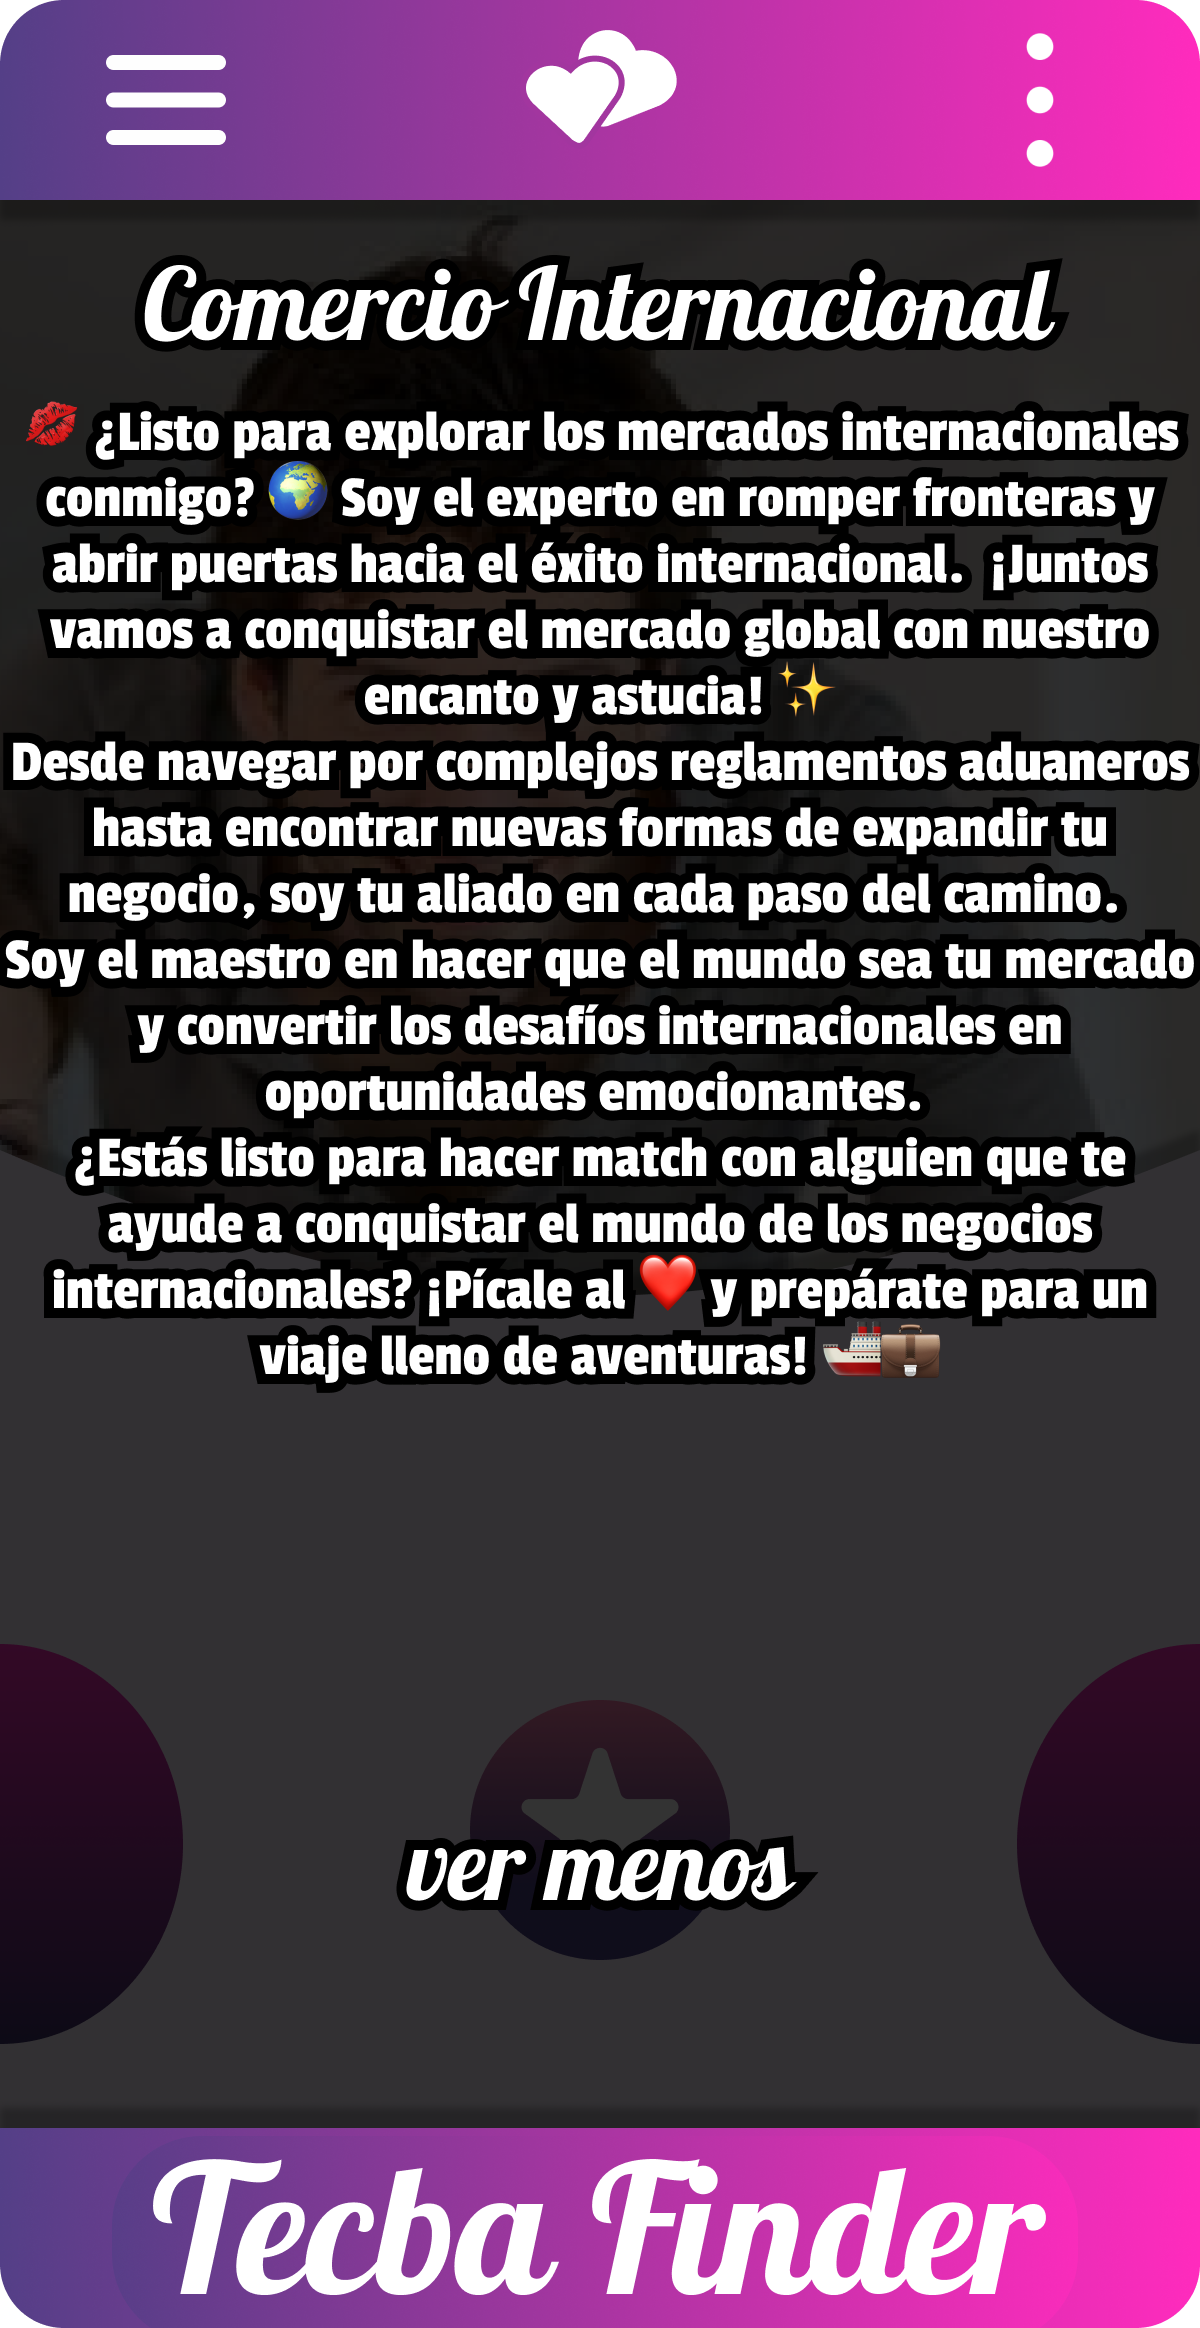 Comercio Internacional
💋 ¿Listo para explorar los mercados internacionales
conmigo? 🌍 Soy el experto en romper fronteras y
abrir puertas hacia el éxito internacional. ¡Juntos
vamos a conquistar el mercado global con nuestro
encanto y astucia! ✨
Desde navegar por complejos reglamentos aduaneros
hasta encontrar nuevas formas de expandir tu
negocio, soy tu aliado en cada paso del camino.
Soy el maestro en hacer que el mundo sea tu mercado
y convertir los desafíos internacionales en
oportunidades emocionantes.
¿Estás listo para hacer match con alguien que te
ayude a conquistar el mundo de los negocios
internacionales? ¡Pícale al ❤️ y prepárate para un
viaje lleno de aventuras! 🚢💼
ver menos
Tecba Finder